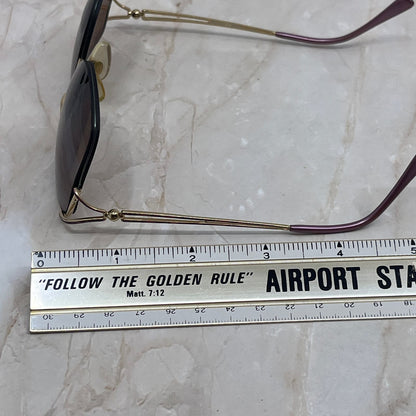 0 1 2 3 4 5
"FOLLOW THE GOLDEN RULE" AIRPORT STA
Matt. 7:12
30 29 28 27 26 25 24 23 22 21 20 19 18